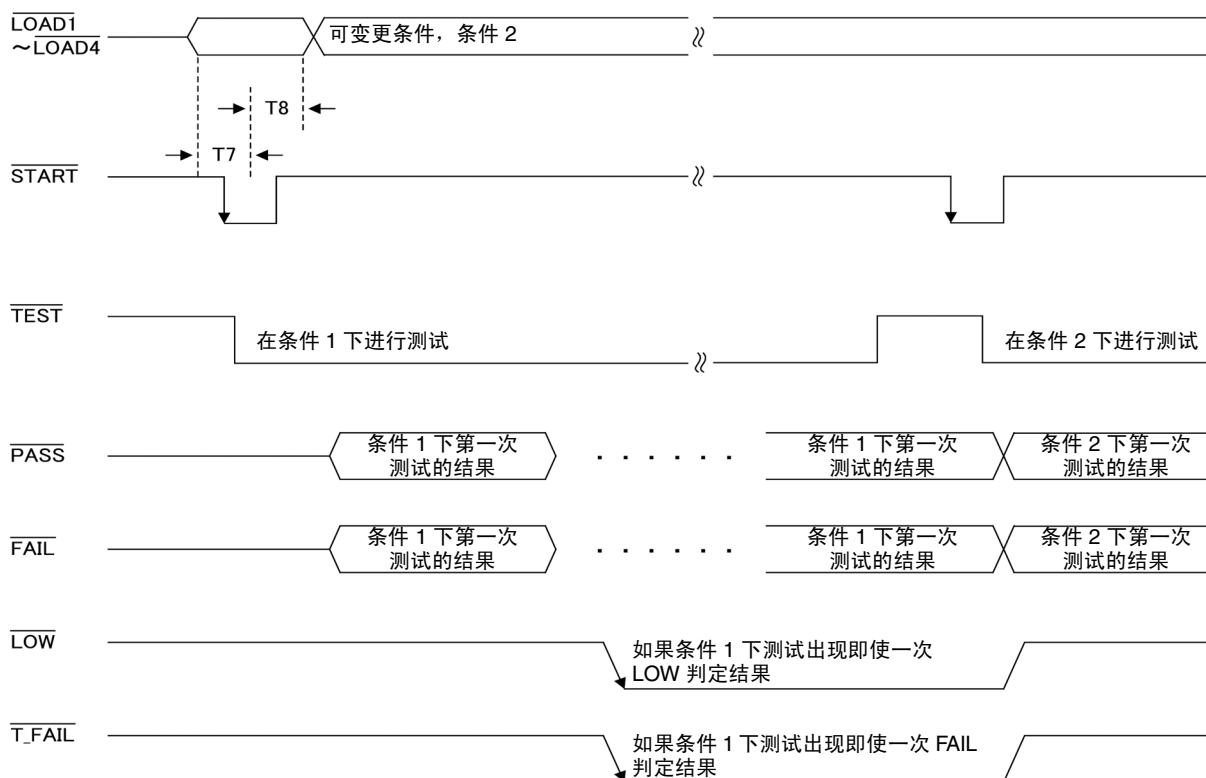 LOAD1
～LOAD4
可变更条件，条件 2
T8
T7
START
TEST
在条件 1 下进行测试
在条件 2 下进行测试
PASS
条件 1 下第一次
测试的结果
· · · · · ·
条件 1 下第一次
测试的结果
条件 2 下第一次
测试的结果
FAIL
条件 1 下第一次
测试的结果
· · · · · ·
条件 1 下第一次
测试的结果
条件 2 下第一次
测试的结果
LOW
如果条件 1 下测试出现即使一次
LOW 判定结果
T_FAIL
如果条件 1 下测试出现即使一次 FAIL
判定结果